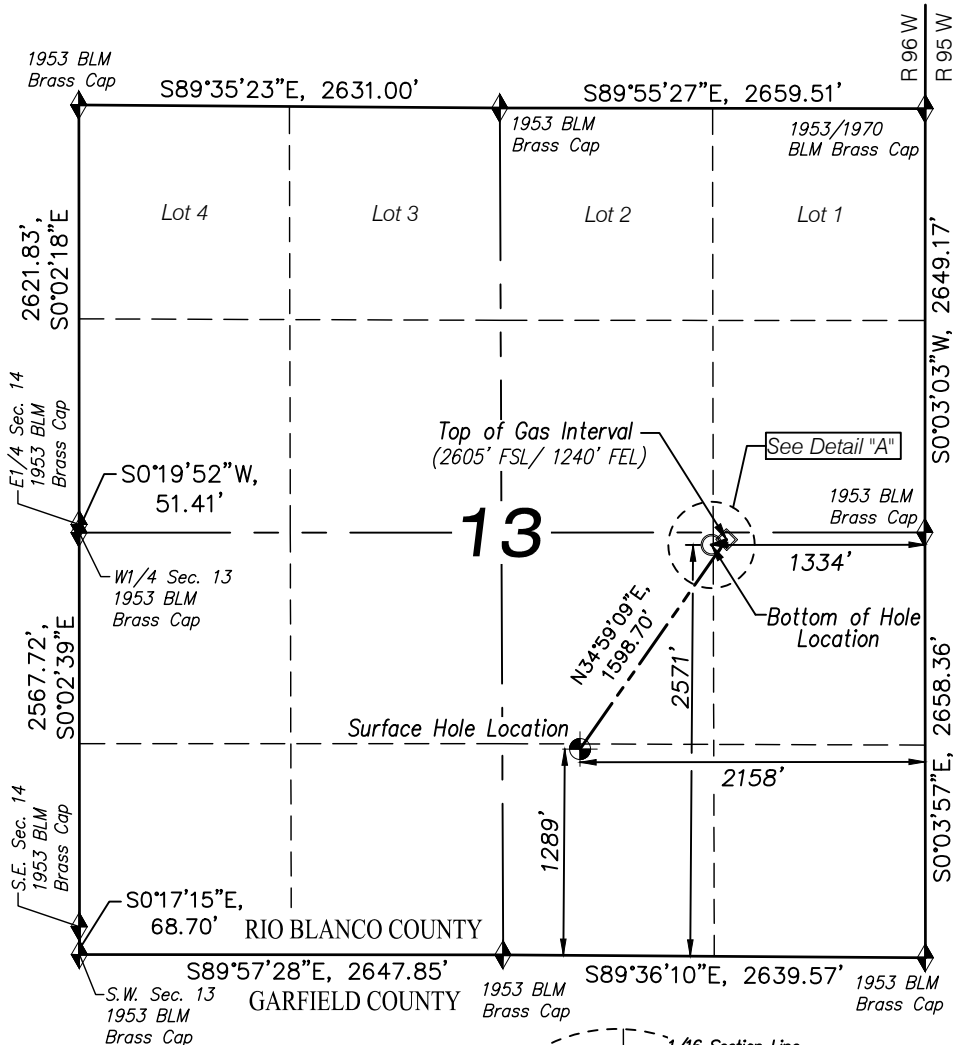 R 96 W
R 95 W
1953 BLM
Brass Cap
S89°35'23"E, 2631.00'
S89°55'27"E, 2659.51'
1953 BLM
Brass Cap
1953/1970
BLM Brass Cap
Lot 4
Lot 3
Lot 2
Lot 1
2621.83',
S0°02'18"E
S0°03'03"W, 2649.17'
E1/4 Sec. 14
1953 BLM
Brass Cap
S0°19'52"W,
51.41'
Top of Gas Interval
(2605' FSL/ 1240' FEL)
See Detail "A"
1953 BLM
Brass Cap
13
1334'
W1/4 Sec. 13
1953 BLM
Brass Cap
Bottom of Hole
Location
N34°59'09"E,
1598.70'
2571'
2567.72',
S0°02'39"E
Surface Hole Location
2158'
1289'
S0°03'57"E, 2658.36'
S.E. Sec. 14
1953 BLM
Brass Cap
S0°17'15"E,
68.70'
RIO BLANCO COUNTY
S89°57'28"E, 2647.85'
S89°36'10"E, 2639.57'
GARFIELD COUNTY
S.W. Sec. 13
1953 BLM
Brass Cap
1953 BLM
Brass Cap
1953 BLM
Brass Cap
1/16 Section Line